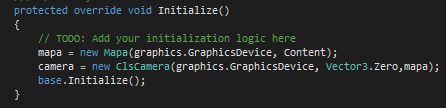 protected override void Initialize()
{
// TODO: Add your initialization logic here
mapa = new Mapa(graphics.GraphicsDevice, Content);
camera = new ClsCamera(graphics.GraphicsDevice, Vector3.Zero,mapa);
base.Initialize();
}